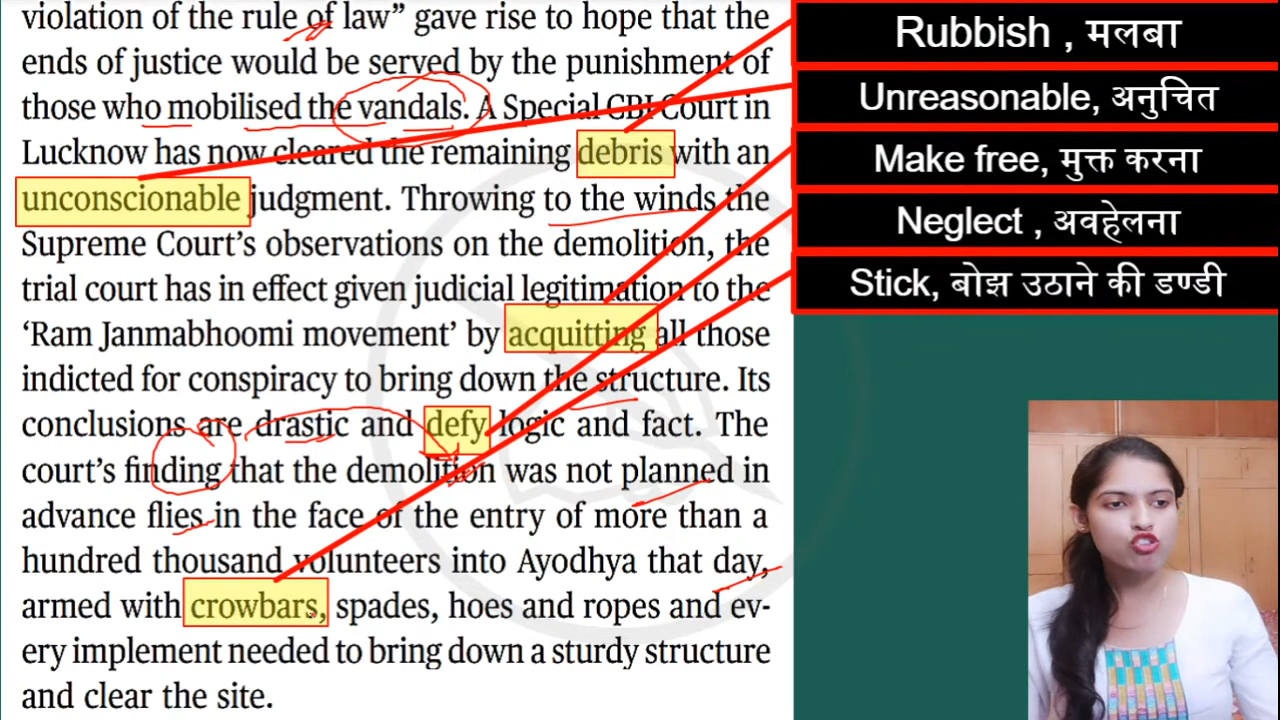 violation of the rule of law” gave rise to hope that the
ends of justice would be served by the punishment of
those who mobilised the vandals. A Special CBI Court in
Lucknow has now cleared the remaining debris with an
unconscionable judgment. Throwing to the winds the
Supreme Court’s observations on the demolition, the
trial court has in effect given judicial legitimation to the
‘Ram Janmabhoomi movement’ by acquitting all those
indicted for conspiracy to bring down the structure. Its
conclusions are drastic and defy logic and fact. The
court’s finding that the demolition was not planned in
advance flies in the face of the entry of more than a
hundred thousand volunteers into Ayodhya that day,
armed with crowbars, spades, hoes and ropes and ev-
ery implement needed to bring down a sturdy structure
and clear the site.
Rubbish , मलबा
Unreasonable, अनुचित
Make free, मुक्त करना
Neglect , अवहेलना
Stick, बोझ उठाने की डण्डी